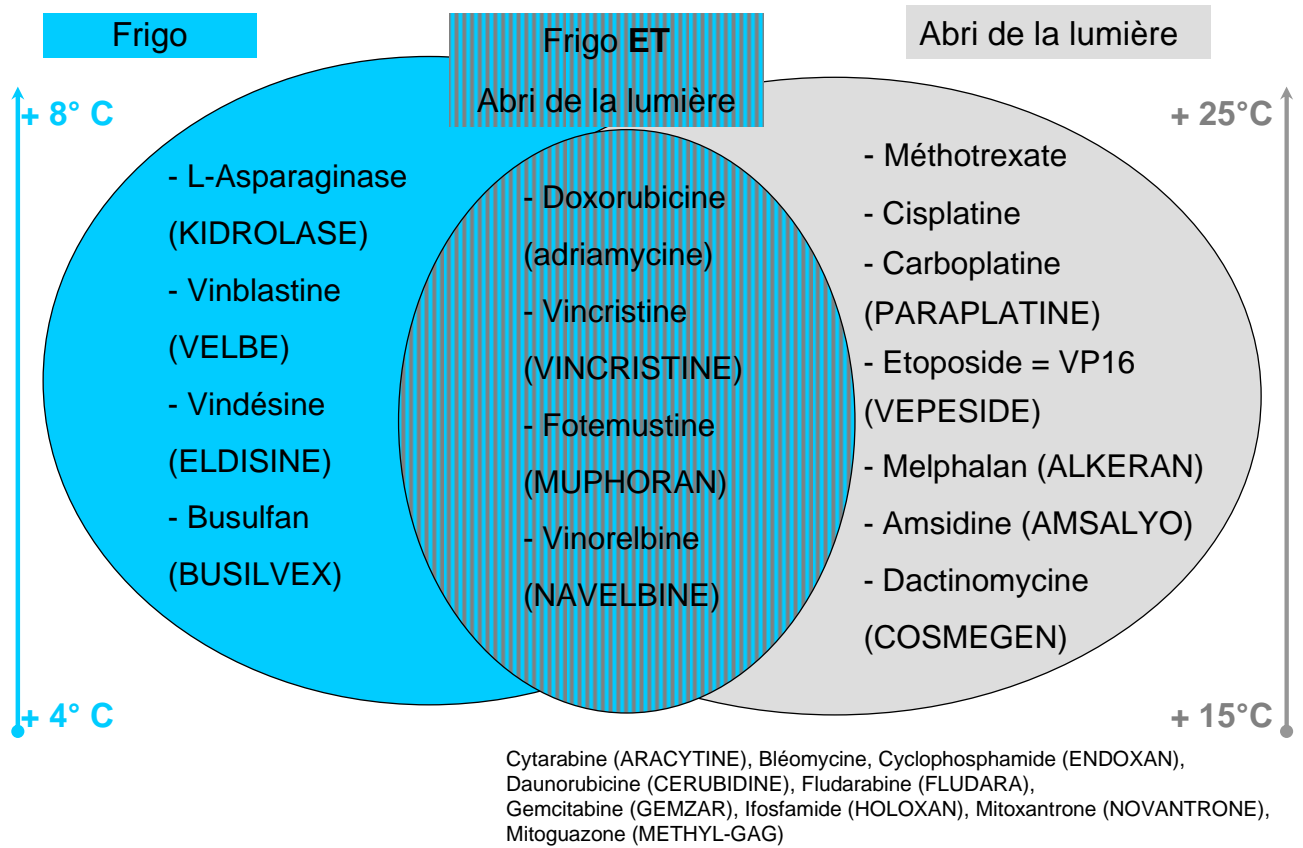 Frigo
Frigo ET
Abri de la lumière
Abri de la lumière
+ 8° C
+ 4° C
- L-Asparaginase
(KIDROLASE)
- Vinblastine
(VELBE)
- Vindésine
(ELDISINE)
- Busulfan
(BUSILVEX)
- Doxorubicine
(adriamycine)
- Vincristine
(VINCRISTINE)
- Fotemustine
(MUPHORAN)
- Vinorelbine
(NAVELBINE)
+ 25°C
+ 15°C
- Méthotrexate
- Cisplatine
- Carboplatine
(PARAPLATINE)
- Etoposide = VP16
(VEPESIDE)
- Melphalan (ALKERAN)
- Amsidine (AMSALYO)
- Dactinomycine
(COSMEGEN)
Cytarabine (ARACYTINE), Bléomycine, Cyclophosphamide (ENDOXAN),
Daunorubicine (CERUBIDINE), Fludarabine (FLUDARA),
Gemcitabine (GEMZAR), Ifosfamide (HOLOXAN), Mitoxantrone (NOVANTRONE),
Mitoguazone (METHYL-GAG)